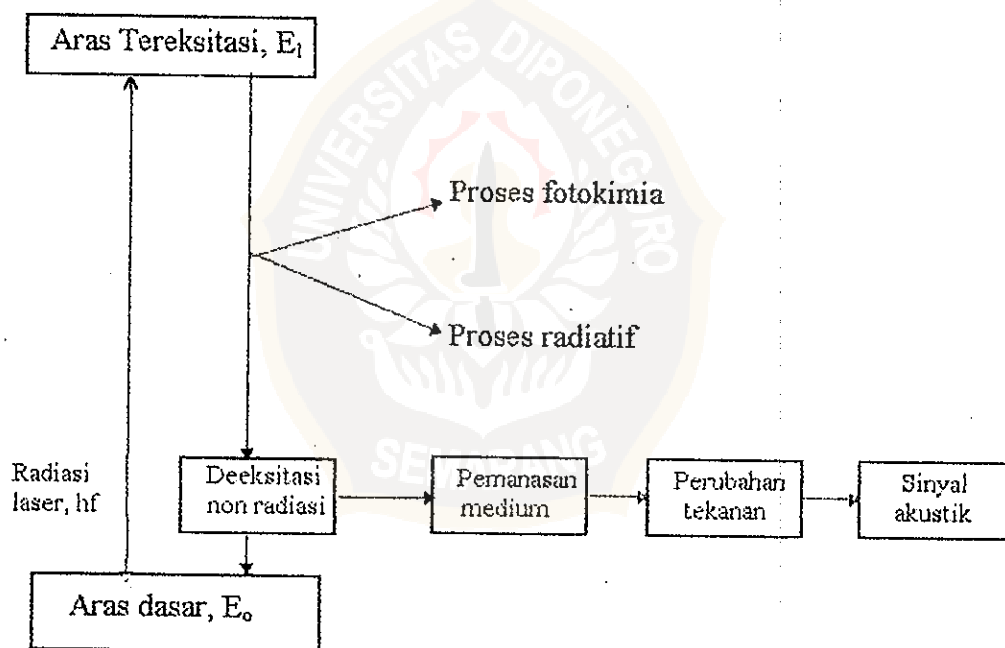 Aras Tereksitasi, E₁
UNIVERSITAS DIPONEGORO
Proses fotokimia
Proses radiatif
SEMARANG
Radiasi
laser, hf
Deeksitasi
non radiasi
Pemanasan
medium
Perubahan
tekanan
Sinyal
akustik
Aras dasar, Eₒ